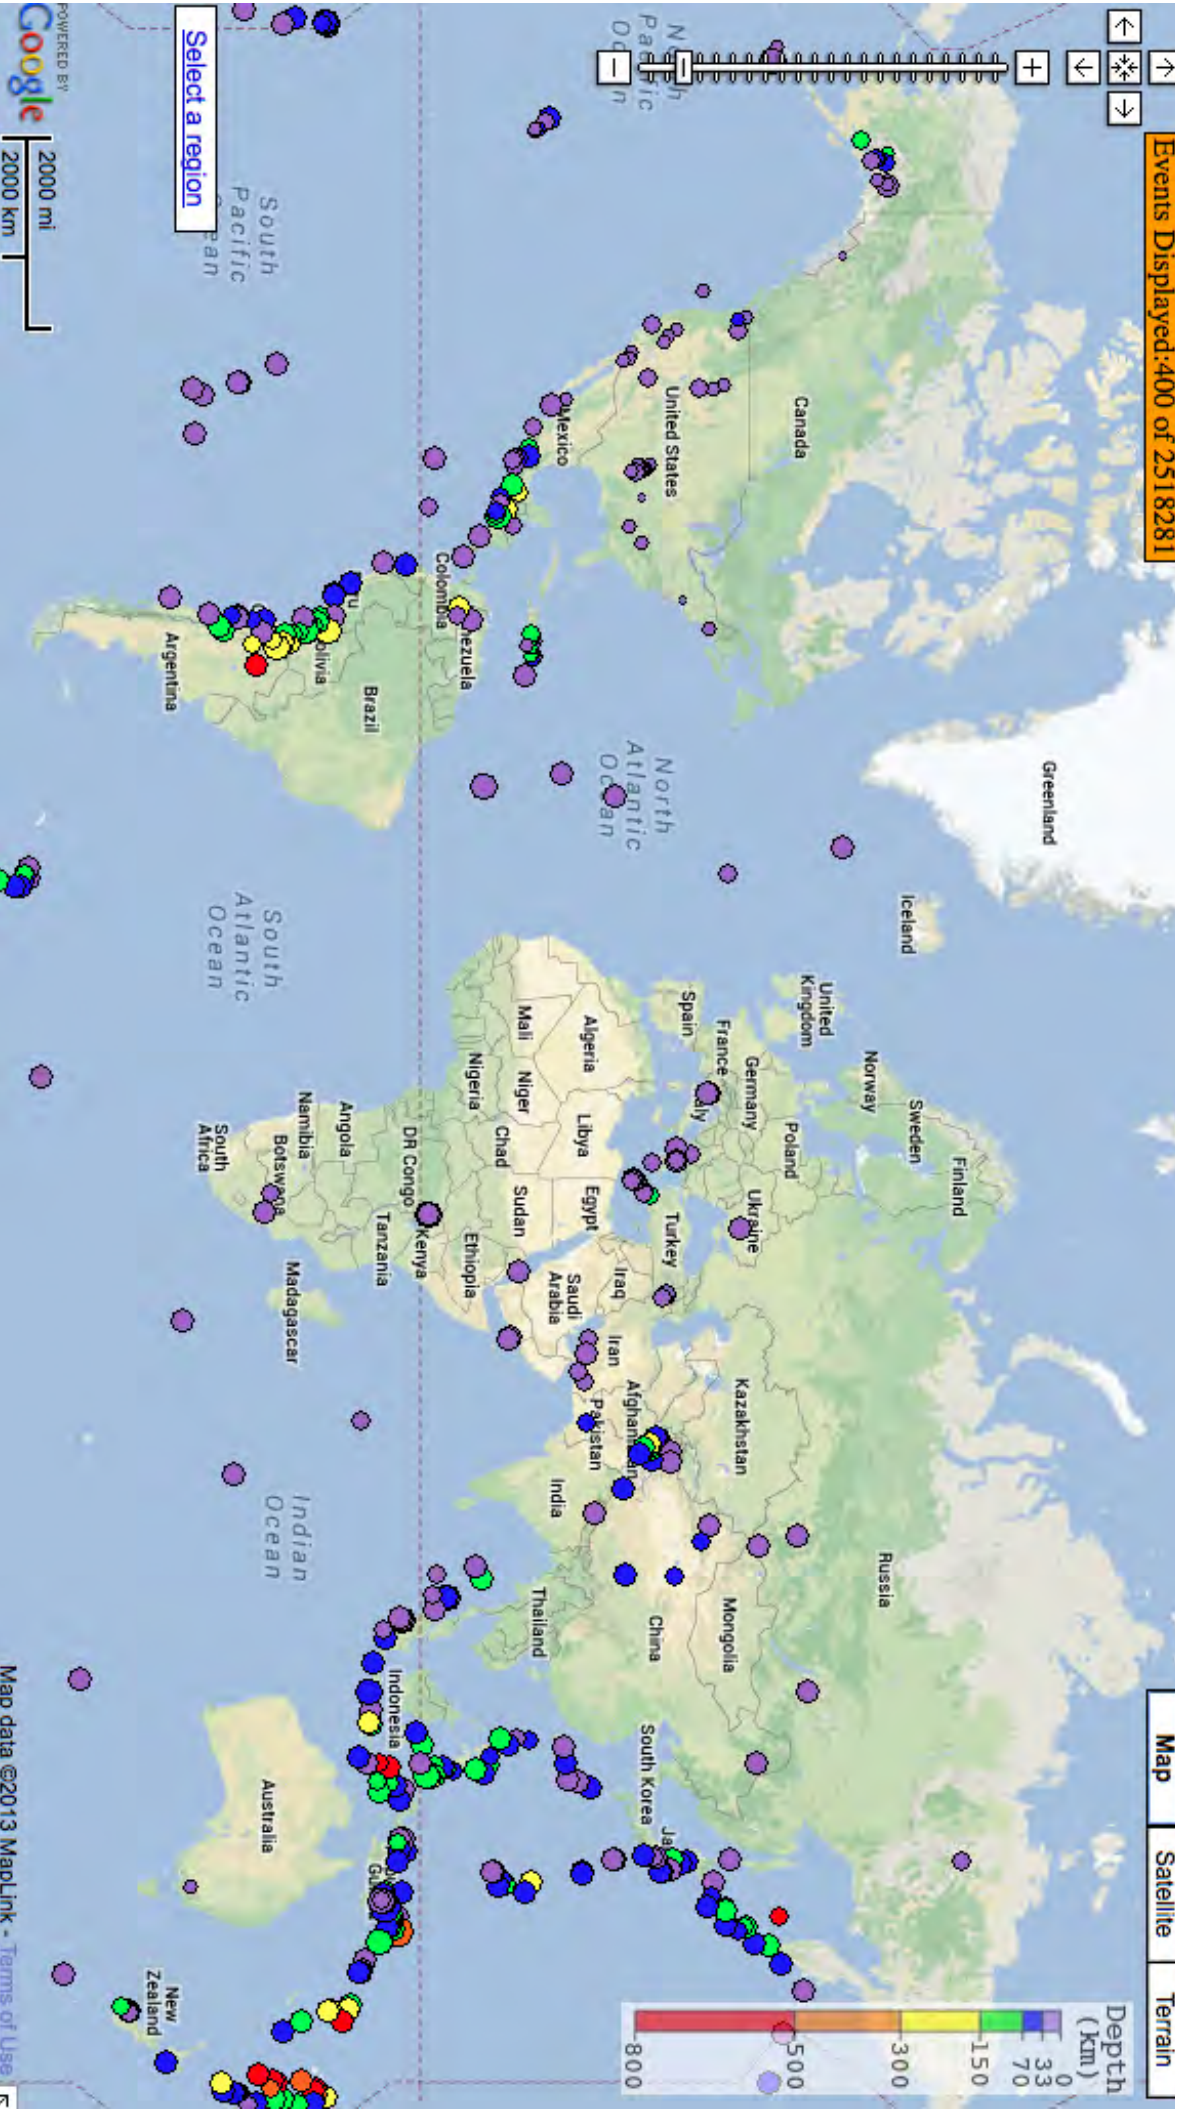 Events Displayed:400 of 2518281
Map
Satellite
Terrain
Depth
(km)
0
33
70
150
300
500
800
Greenland
Iceland
Canada
United States
Mexico
North
Pacific
Ocean
North
Atlantic
Ocean
United
Kingdom
Norway
Sweden
Finland
Poland
Germany
France
Spain
Ukraine
Turkey
Russia
Kazakhstan
Mongolia
China
South Korea
Iraq
Iran
Pakistan
India
Thailand
Algeria
Libya
Egypt
Saudi
Arabia
Mali
Niger
Chad
Sudan
Nigeria
Ethiopia
Kenya
DR Congo
Tanzania
Angola
Namibia
Botswana
Madagascar
South
Africa
Colombia
Brazil
Argentina
Indonesia
Australia
New
Zealand
South
Pacific
South
Atlantic
Ocean
Indian
Ocean
Select a region
POWERED BY
Google
2000 mi
2000 km
Map data ©2013 MapLink - Terms of Use